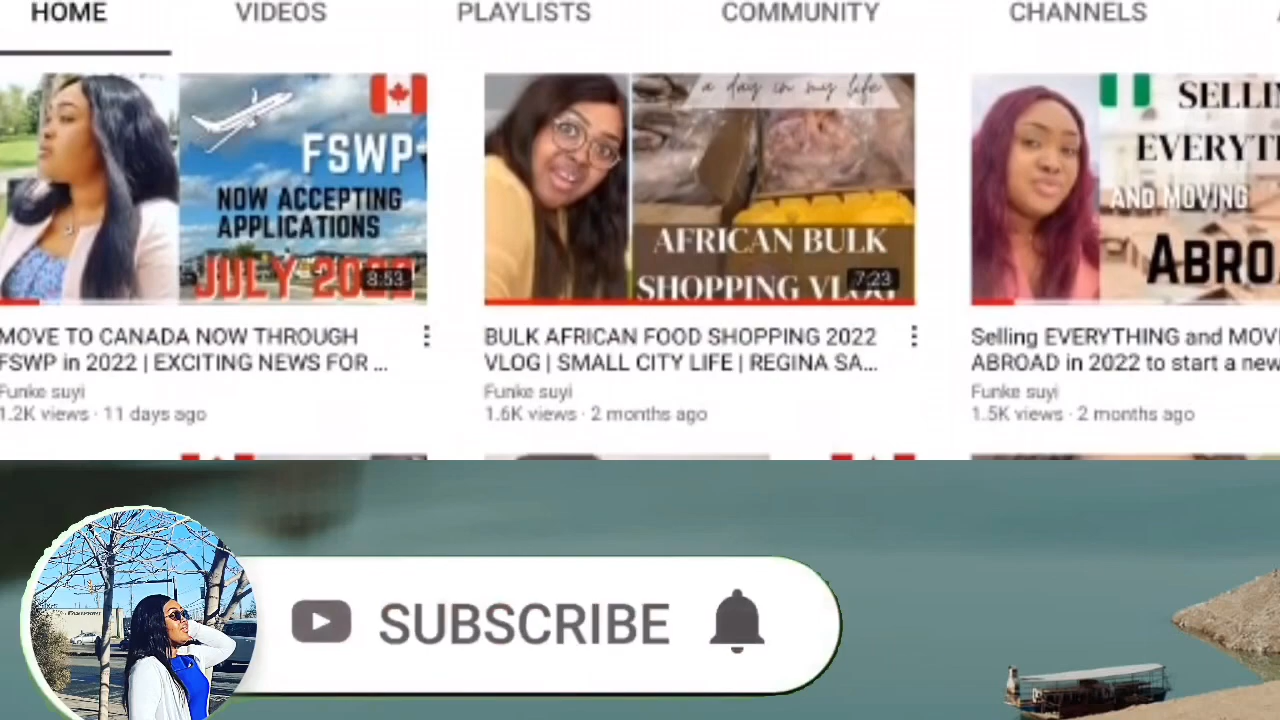 HOME
VIDEOS
PLAYLISTS
COMMUNITY
CHANNELS
FSWP
NOW ACCEPTING
APPLICATIONS
JULY 2022
8:53
MOVE TO CANADA NOW THROUGH
FSWP in 2022 | EXCITING NEWS FOR ...
Funke suyi
1.2K views · 11 days ago
a day in my life
AFRICAN BULK
SHOPPING VLOG
7:23
BULK AFRICAN FOOD SHOPPING 2022
VLOG | SMALL CITY LIFE | REGINA SA...
Funke suyi
1.6K views · 2 months ago
SELLIN
EVERYT
AND MOVING
ABRO
Selling EVERYTHING and MOVI
ABROAD in 2022 to start a new
Funke suyi
1.5K views · 2 months ago
SUBSCRIBE